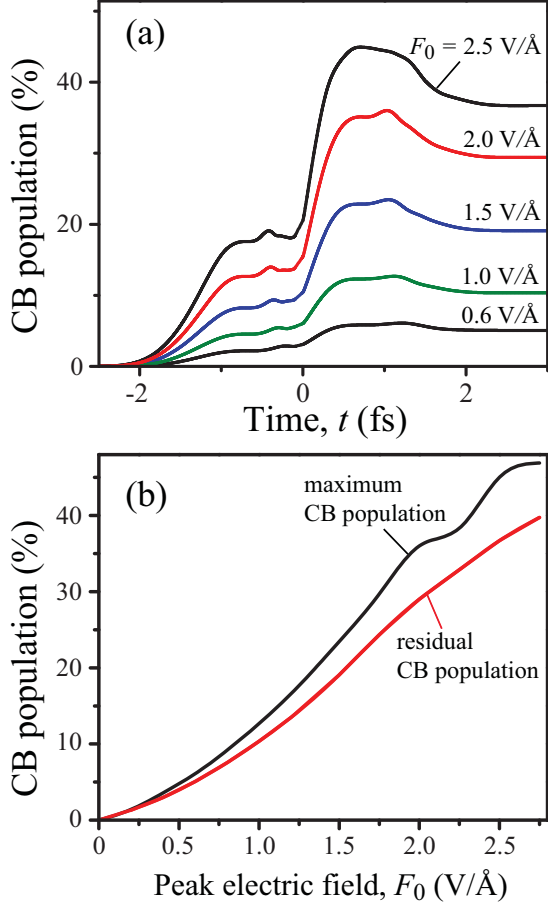 (a)
F₀ = 2.5 V/Å
2.0 V/Å
1.5 V/Å
1.0 V/Å
0.6 V/Å
CB population (%)
40
20
0
-2
0
2
Time, t (fs)
(b)
maximum
CB population
residual
CB population
CB population (%)
40
30
20
10
0
0
0.5
1.0
1.5
2.0
2.5
Peak electric field, F₀ (V/Å)